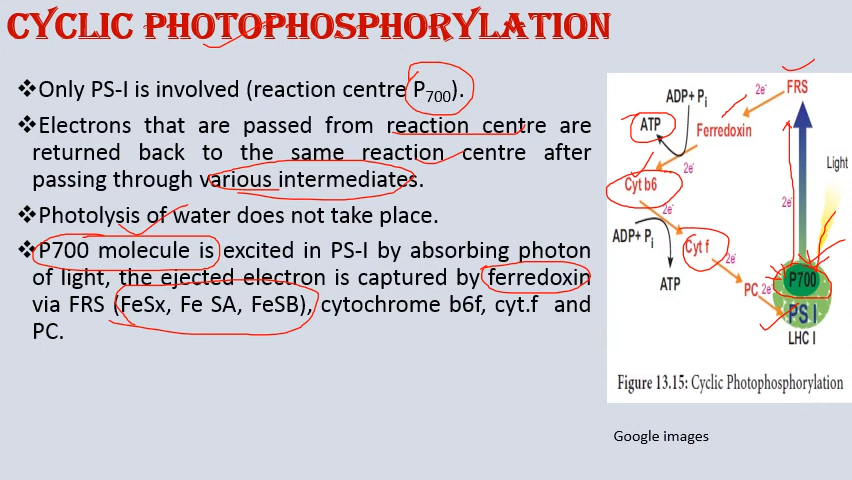 CYCLIC PHOTOPHOSPHORYLATION
❖Only PS-I is involved (reaction centre P700).
❖Electrons that are passed from reaction centre are
returned back to the same reaction centre after
passing through various intermediates.
❖Photolysis of water does not take place.
❖P700 molecule is excited in PS-I by absorbing photon
of light, the ejected electron is captured by ferredoxin
via FRS (FeSx, Fe SA, FeSB), cytochrome b6f, cyt.f and
PC.
FRS
2e-
ADP+ Pi
ATP
Ferredoxin
2e-
Light
Cyt b6
2e-
2e-
ADP+ Pi
Cyt f
2e-
ATP
PC
2e-
P700
PS I
LHC I
Figure 13.15: Cyclic Photophosphorylation
Google images